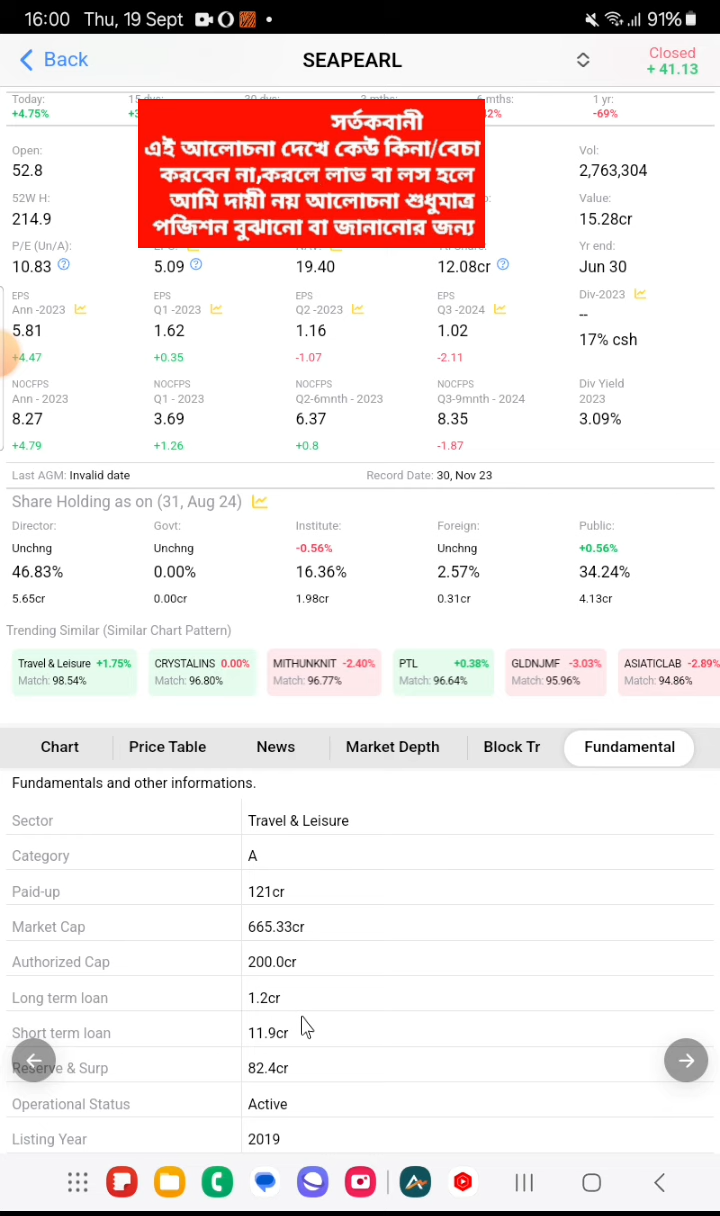 16:00 Thu, 19 Sept
91%
Back
SEAPEARL
Closed
+ 41.13
Today:
1 yr:
+4.75%
-69%
সর্তকবানী
এই আলোচনা দেখে কেউ কিনা/বেচা
করবেন না,করলে লাভ বা লস হলে
আমি দায়ী নয় আলোচনা শুধুমাত্র
পজিশন বুঝানো বা জানানোর জন্য
Open:
Vol:
52.8
2,763,304
52W H:
Value:
214.9
15.28cr
P/E (Un/A):
Yr end:
10.83
5.09
19.40
12.08cr
Jun 30
EPS
EPS
EPS
EPS
Div-2023
Ann -2023
Q1 -2023
Q2 -2023
Q3 -2024
--
5.81
1.62
1.16
1.02
17% csh
+4.47
+0.35
-1.07
-2.11
NOCFPS
NOCFPS
NOCFPS
NOCFPS
Div Yield
Ann - 2023
Q1 - 2023
Q2-6mnth - 2023
Q3-9mnth - 2024
2023
8.27
3.69
6.37
8.35
3.09%
+4.79
+1.26
+0.8
-1.87
Last AGM: Invalid date
Record Date: 30, Nov 23
Share Holding as on (31, Aug 24)
Director:
Govt:
Institute:
Foreign:
Public:
Unchng
Unchng
-0.56%
Unchng
+0.56%
46.83%
0.00%
16.36%
2.57%
34.24%
5.65cr
0.00cr
1.98cr
0.31cr
4.13cr
Trending Similar (Similar Chart Pattern)
Travel & Leisure +1.75%
Match: 98.54%
CRYSTALINS 0.00%
Match: 96.80%
MITHUNKNIT -2.40%
Match: 96.77%
PTL +0.38%
Match: 96.64%
GLDNJMF -3.03%
Match: 95.96%
ASIATICLAB -2.89%
Match: 94.86%
Chart
Price Table
News
Market Depth
Block Tr
Fundamental
Fundamentals and other informations.
Sector
Travel & Leisure
Category
A
Paid-up
121cr
Market Cap
665.33cr
Authorized Cap
200.0cr
Long term loan
1.2cr
Short term loan
11.9cr
Reserve & Surp
82.4cr
Operational Status
Active
Listing Year
2019